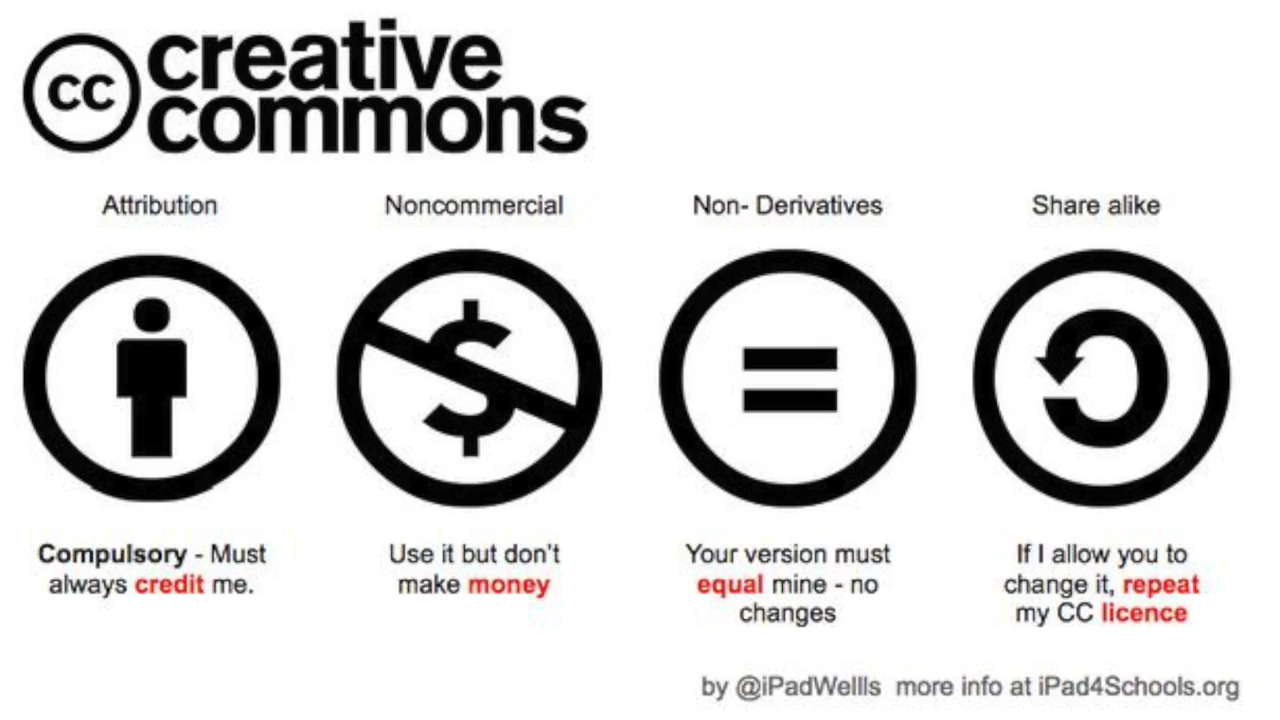 cc creative
commons
Attribution
Noncommercial
Non- Derivatives
Share alike
$
=
Compulsory - Must
always credit me.
Use it but don't
make money
Your version must
equal mine - no
changes
If I allow you to
change it, repeat
my CC licence
by @iPadWellls more info at iPad4Schools.org